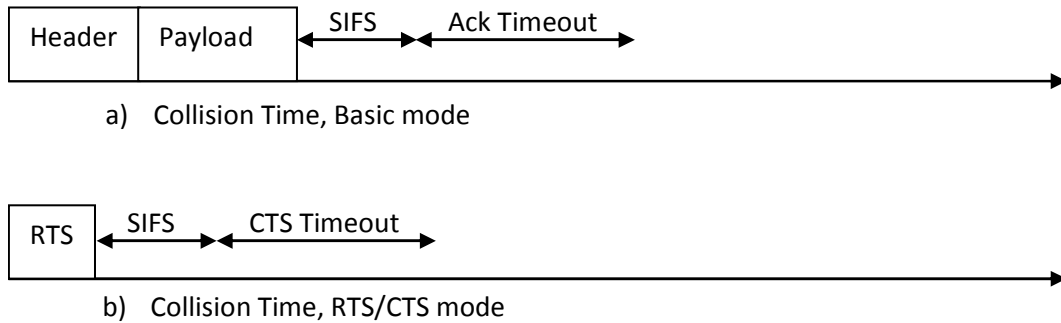 Header Payload SIFS Ack Timeout
a) Collision Time, Basic mode
RTS SIFS CTS Timeout
b) Collision Time, RTS/CTS mode